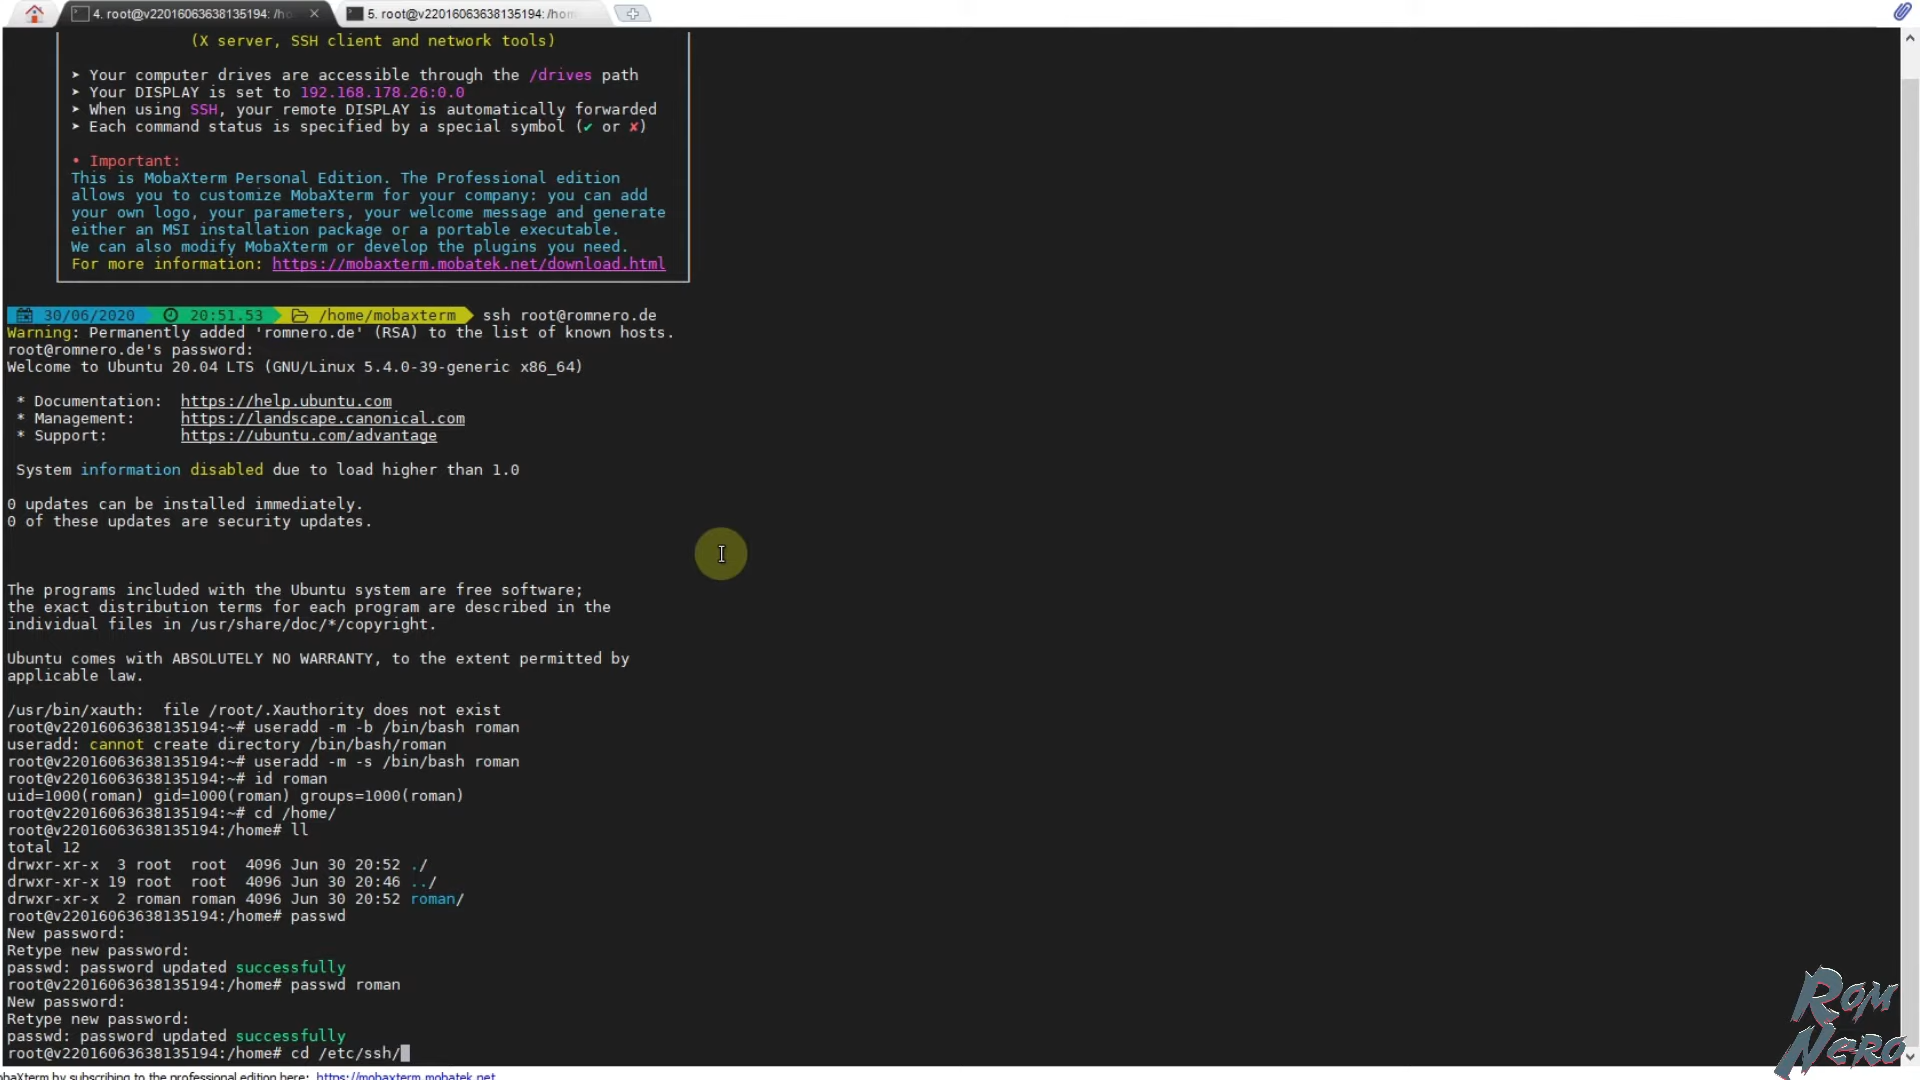 4. root@v22016063638135194: /ho
5. root@v22016063638135194: /hom
(X server, SSH client and network tools)
➤ Your computer drives are accessible through the /drives path
➤ Your DISPLAY is set to 192.168.178.26:0.0
➤ When using SSH, your remote DISPLAY is automatically forwarded
➤ Each command status is specified by a special symbol (✔ or ✘)
• Important:
This is MobaXterm Personal Edition. The Professional edition
allows you to customize MobaXterm for your company: you can add
your own logo, your parameters, your welcome message and generate
either an MSI installation package or a portable executable.
We can also modify MobaXterm or develop the plugins you need.
For more information: https://mobaxterm.mobatek.net/download.html
30/06/2020 20:51.53 /home/mobaxterm ssh root@romnero.de
Warning: Permanently added 'romnero.de' (RSA) to the list of known hosts.
root@romnero.de's password:
Welcome to Ubuntu 20.04 LTS (GNU/Linux 5.4.0-39-generic x86_64)
* Documentation: https://help.ubuntu.com
* Management: https://landscape.canonical.com
* Support: https://ubuntu.com/advantage
System information disabled due to load higher than 1.0
0 updates can be installed immediately.
0 of these updates are security updates.
The programs included with the Ubuntu system are free software;
the exact distribution terms for each program are described in the
individual files in /usr/share/doc/*/copyright.
Ubuntu comes with ABSOLUTELY NO WARRANTY, to the extent permitted by
applicable law.
/usr/bin/xauth:  file /root/.Xauthority does not exist
root@v22016063638135194:~# useradd -m -b /bin/bash roman
useradd: cannot create directory /bin/bash/roman
root@v22016063638135194:~# useradd -m -s /bin/bash roman
root@v22016063638135194:~# id roman
uid=1000(roman) gid=1000(roman) groups=1000(roman)
root@v22016063638135194:~# cd /home/
root@v22016063638135194:/home# ll
total 12
drwxr-xr-x  3 root  root  4096 Jun 30 20:52 ./
drwxr-xr-x 19 root  root  4096 Jun 30 20:46 ../
drwxr-xr-x  2 roman roman 4096 Jun 30 20:52 roman/
root@v22016063638135194:/home# passwd
New password:
Retype new password:
passwd: password updated successfully
root@v22016063638135194:/home# passwd roman
New password:
Retype new password:
passwd: password updated successfully
root@v22016063638135194:/home# cd /etc/ssh/
obaXterm by subscribing to the professional edition here: https://mobaxterm.mobatek.net
Rom
Nero